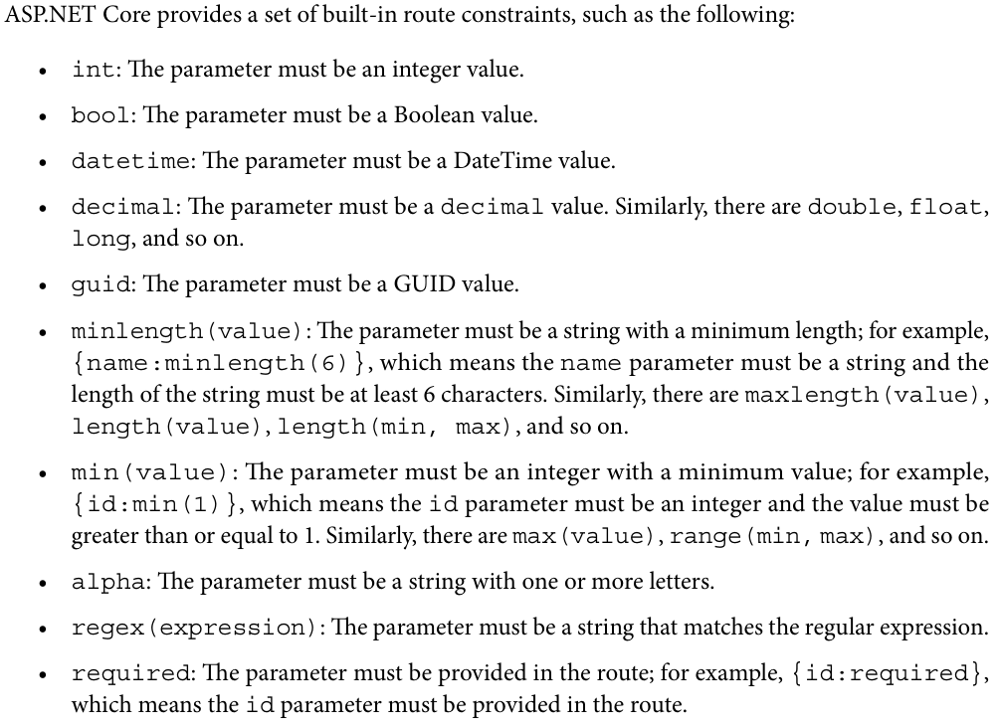 ASP.NET Core provides a set of built-in route constraints, such as the following:
• int: The parameter must be an integer value.
• bool: The parameter must be a Boolean value.
• datetime: The parameter must be a DateTime value.
• decimal: The parameter must be a decimal value. Similarly, there are double, float,
long, and so on.
• guid: The parameter must be a GUID value.
• minlength(value): The parameter must be a string with a minimum length; for example,
{name:minlength(6)}, which means the name parameter must be a string and the
length of the string must be at least 6 characters. Similarly, there are maxlength(value),
length(value), length(min, max), and so on.
• min(value): The parameter must be an integer with a minimum value; for example,
{id:min(1)}, which means the id parameter must be an integer and the value must be
greater than or equal to 1. Similarly, there are max(value), range(min, max), and so on.
• alpha: The parameter must be a string with one or more letters.
• regex(expression): The parameter must be a string that matches the regular expression.
• required: The parameter must be provided in the route; for example, {id:required},
which means the id parameter must be provided in the route.